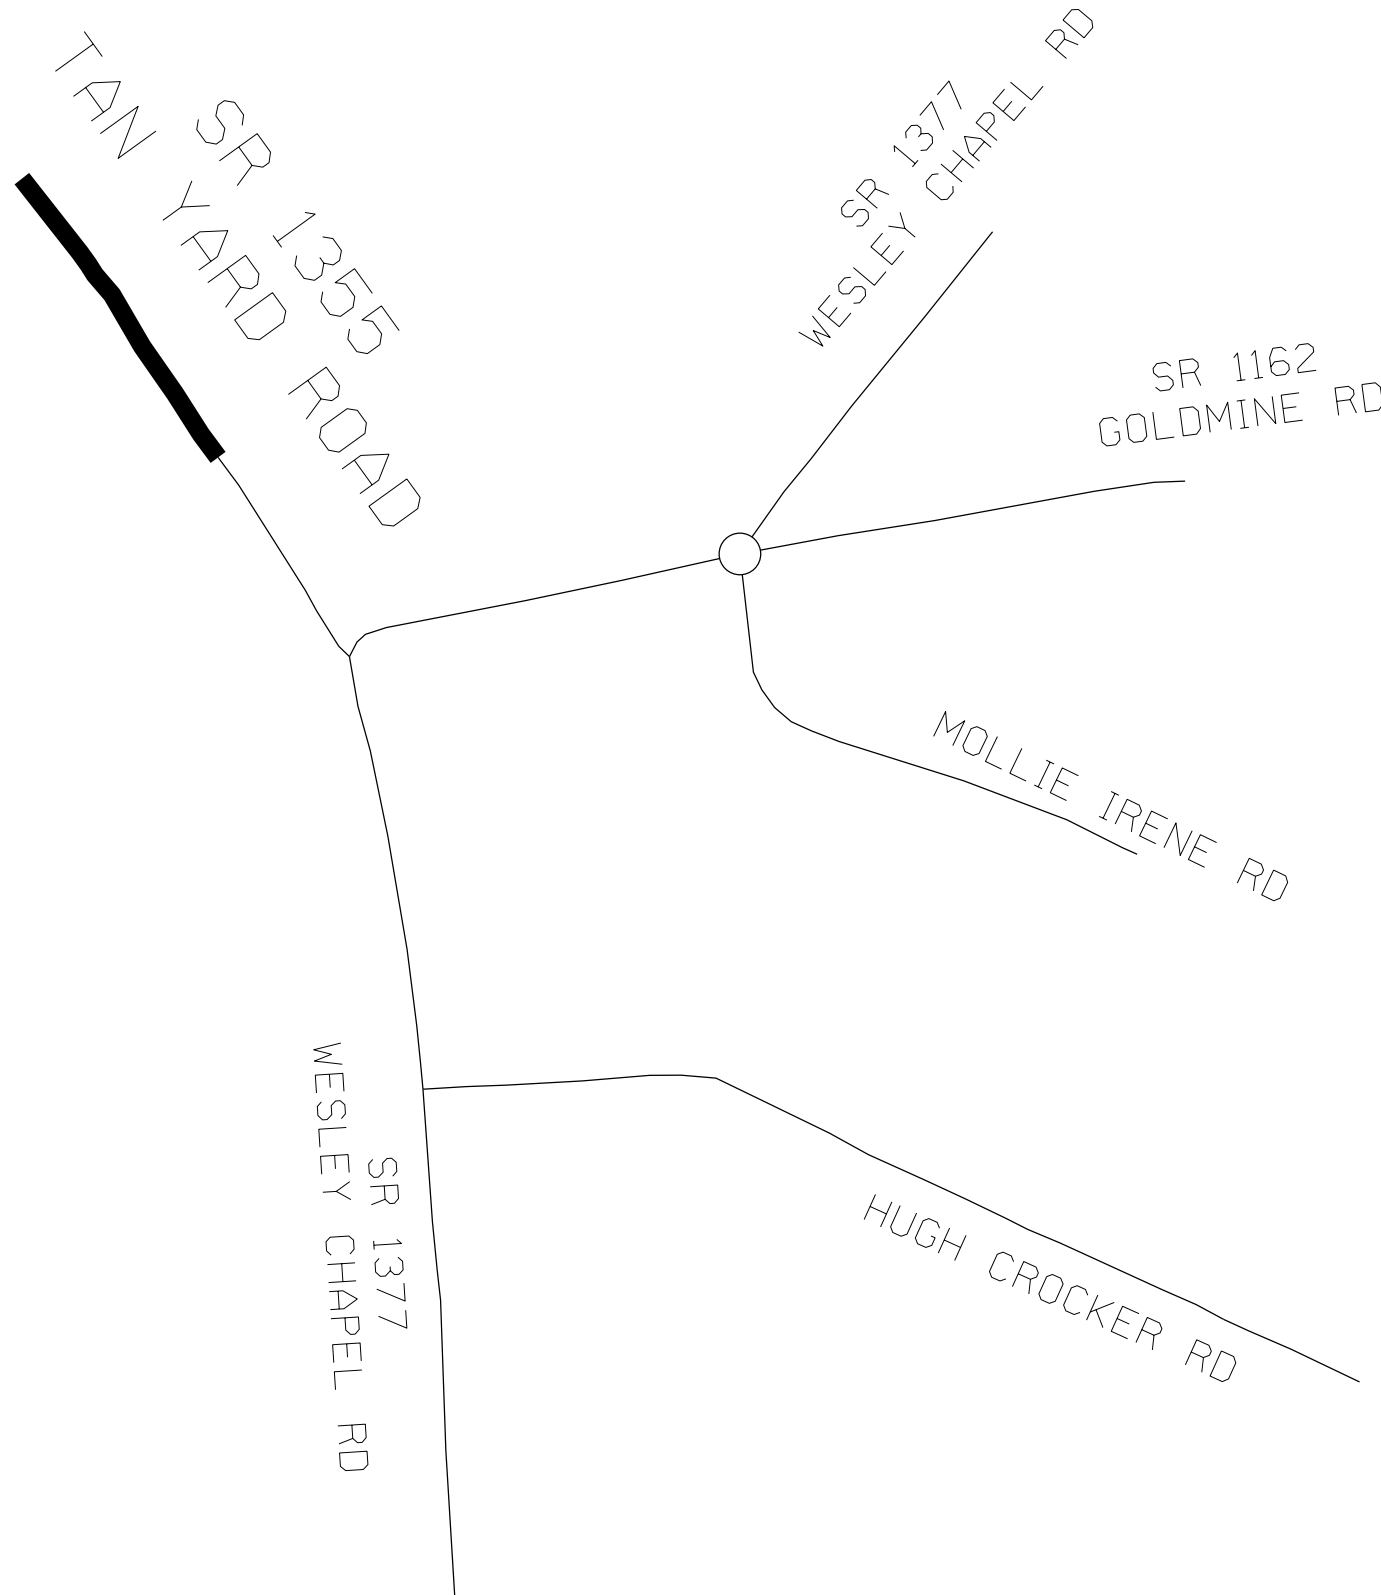 SR 1355
TAN YARD ROAD
SR 1377
WESLEY CHAPEL RD
SR 1162
GOLDMINE RD
MOLLIE IRENE RD
SR 1377
WESLEY CHAPEL RD
HUGH CROCKER RD